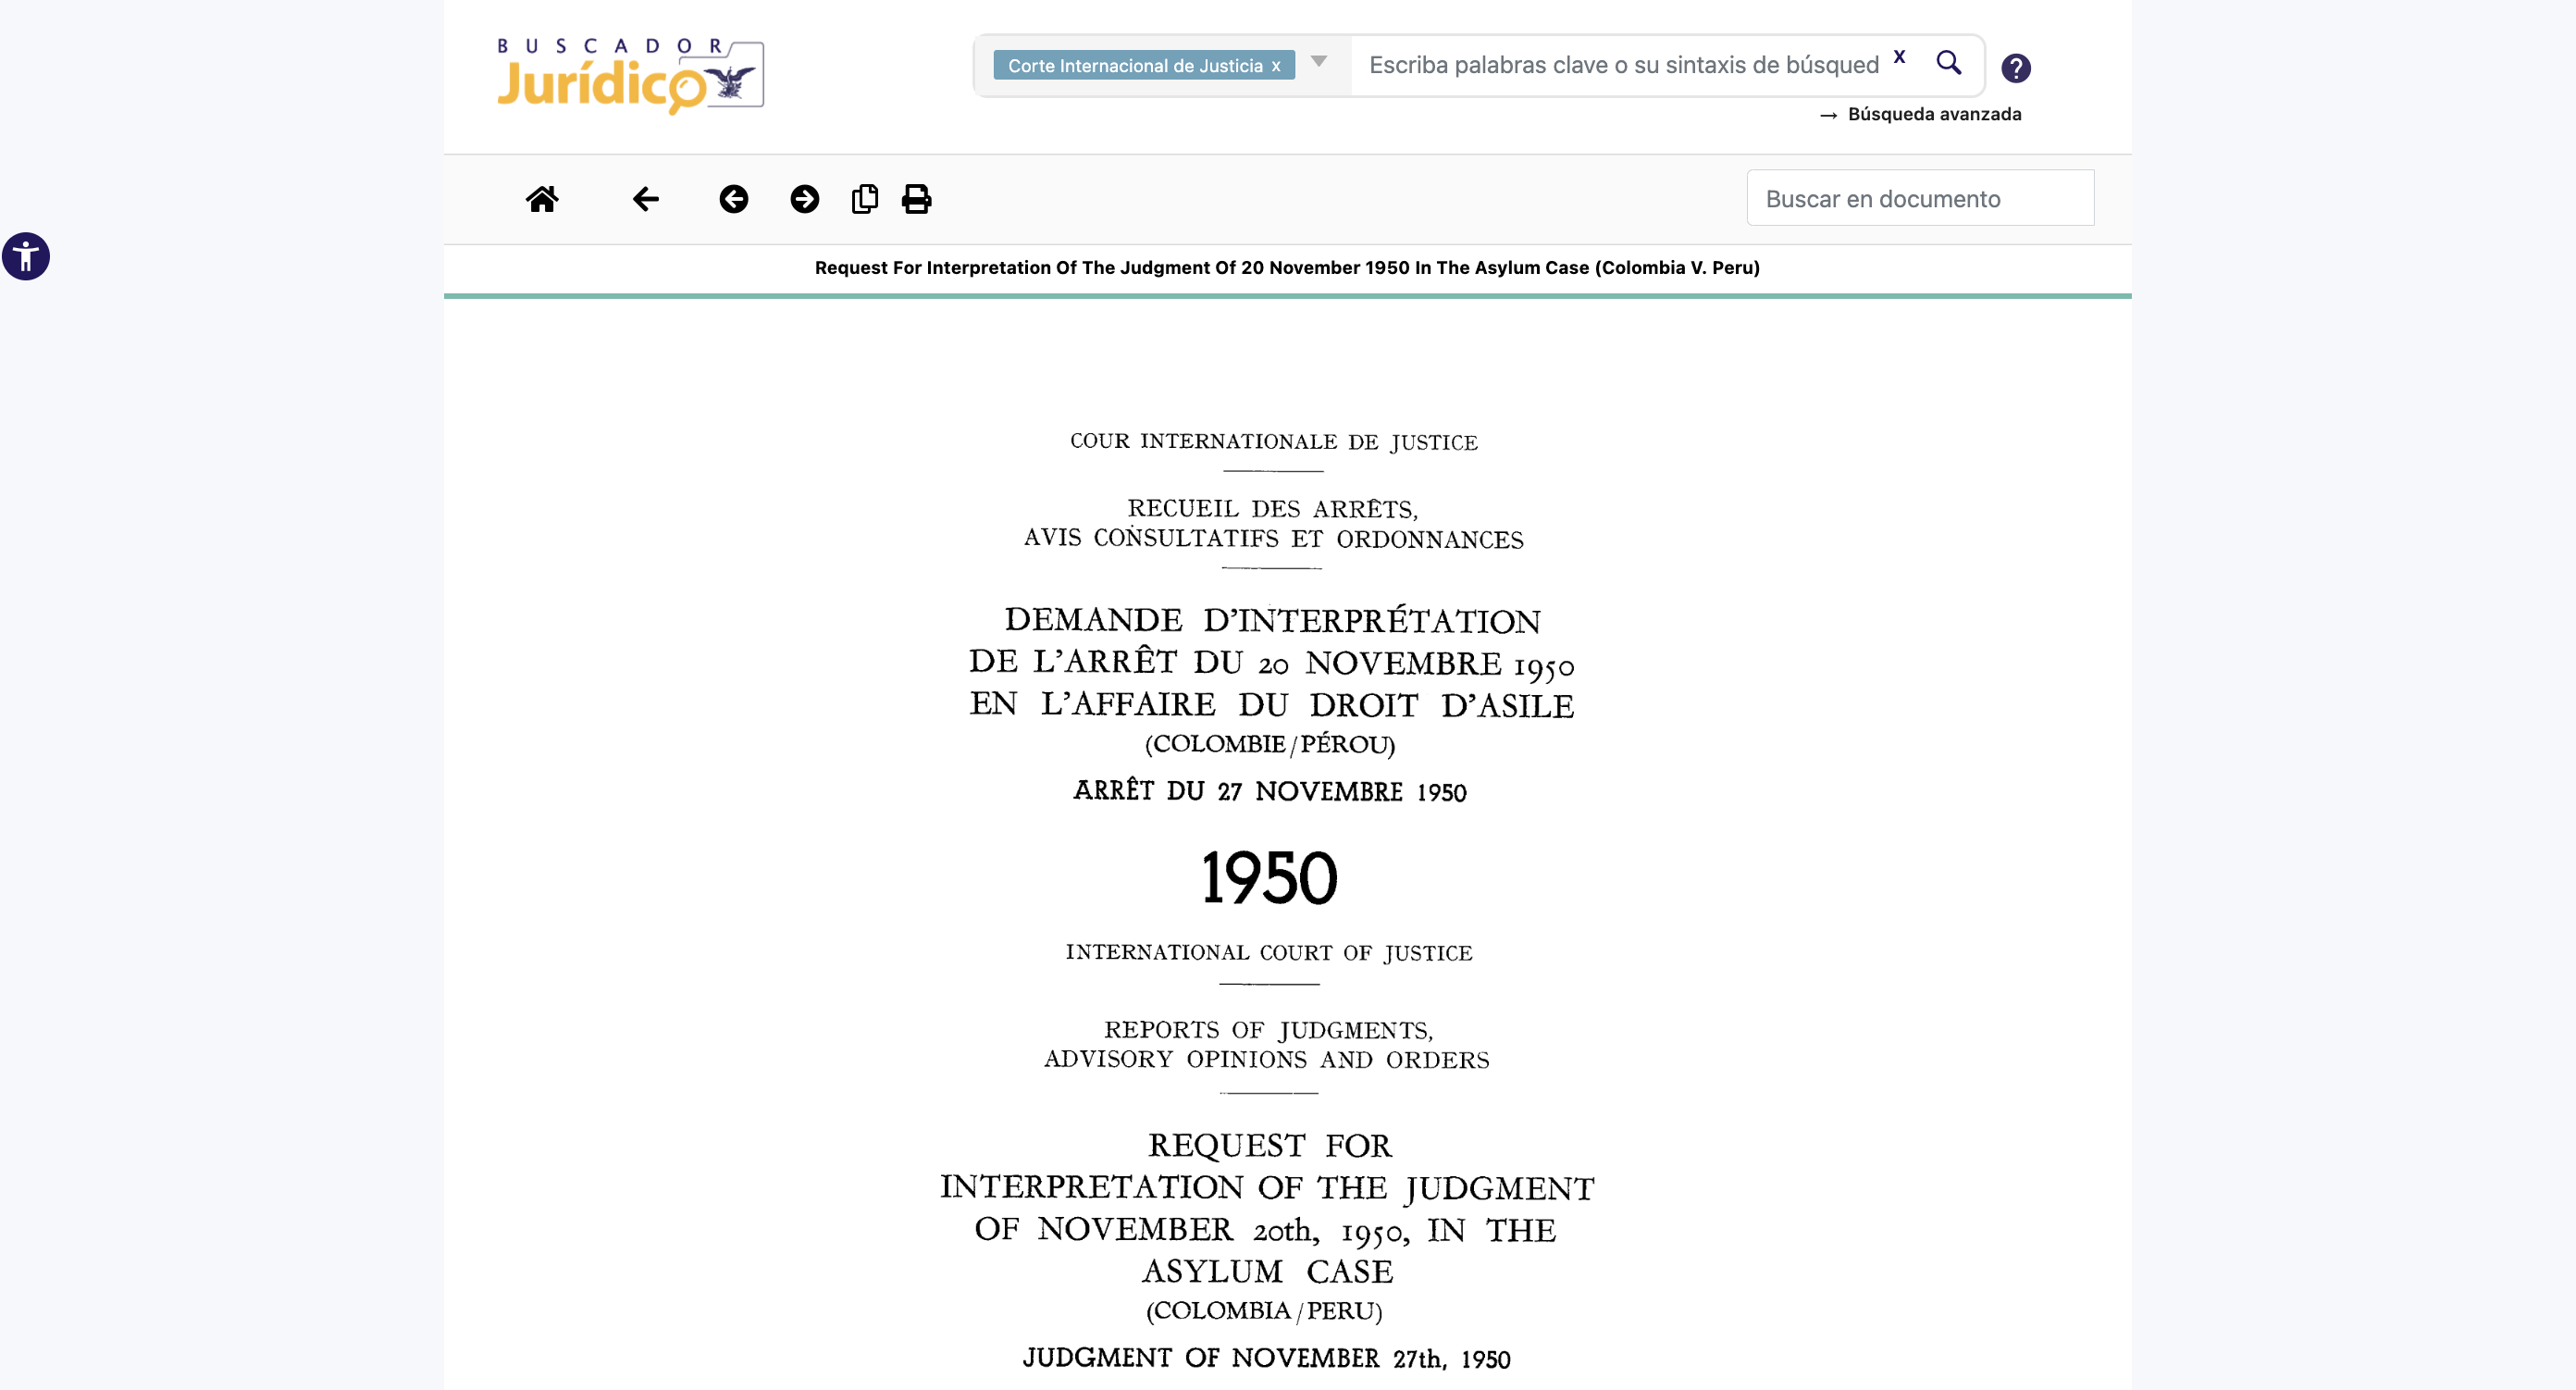 BUSCADOR
Jurídico
Corte Internacional de Justicia x
Escriba palabras clave o su sintaxis de búsqued
x
?
→ Búsqueda avanzada
Buscar en documento
Request For Interpretation Of The Judgment Of 20 November 1950 In The Asylum Case (Colombia V. Peru)
COUR INTERNATIONALE DE JUSTICE
RECUEIL DES ARRÊTS,
AVIS CONSULTATIFS ET ORDONNANCES
DEMANDE D'INTERPRÉTATION
DE L'ARRÊT DU 20 NOVEMBRE 1950
EN L'AFFAIRE DU DROIT D'ASILE
(COLOMBIE / PÉROU)
ARRÊT DU 27 NOVEMBRE 1950
1950
INTERNATIONAL COURT OF JUSTICE
REPORTS OF JUDGMENTS,
ADVISORY OPINIONS AND ORDERS
REQUEST FOR
INTERPRETATION OF THE JUDGMENT
OF NOVEMBER 20th, 1950, IN THE
ASYLUM CASE
(COLOMBIA / PERU)
JUDGMENT OF NOVEMBER 27th, 1950